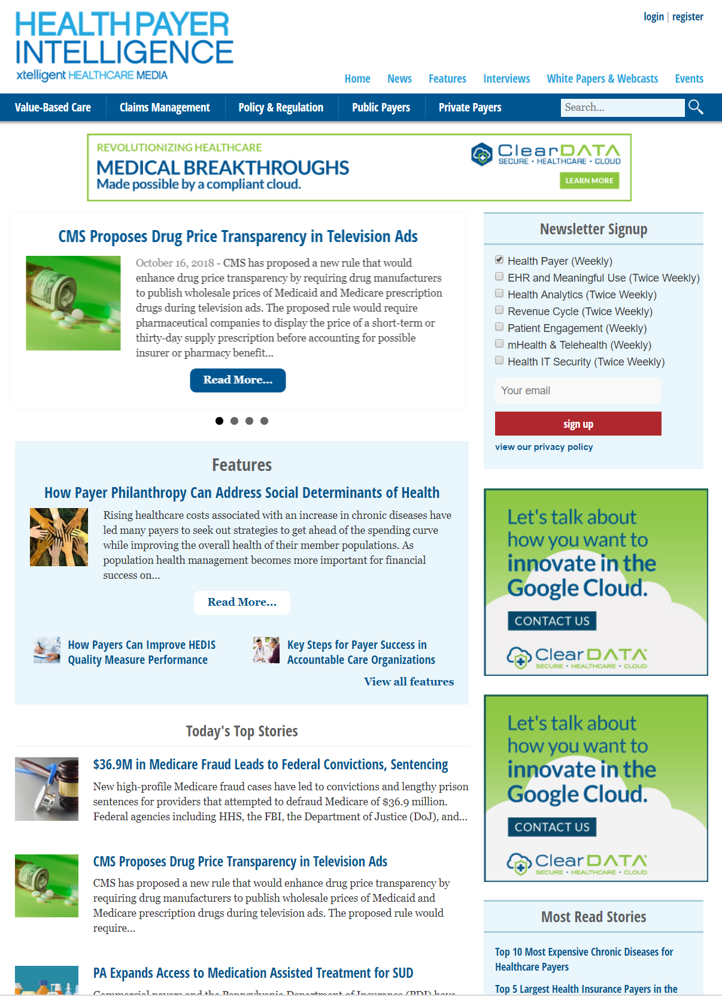 HEALTHPAYER
INTELLIGENCE
xtelligent HEALTHCARE MEDIA
login | register
Home News Features Interviews White Papers & Webcasts Events
Value-Based Care Claims Management Policy & Regulation Public Payers Private Payers Search...
REVOLUTIONIZING HEALTHCARE
MEDICAL BREAKTHROUGHS
Made possible by a compliant cloud.
ClearDATA
SECURE • HEALTHCARE • CLOUD
LEARN MORE
CMS Proposes Drug Price Transparency in Television Ads
October 16, 2018 - CMS has proposed a new rule that would
enhance drug price transparency by requiring drug manufacturers
to publish wholesale prices of Medicaid and Medicare prescription
drugs during television ads. The proposed rule would require
pharmaceutical companies to display the price of a short-term or
thirty-day supply prescription before accounting for possible
insurer or pharmacy benefit...
Read More...
Features
How Payer Philanthropy Can Address Social Determinants of Health
Rising healthcare costs associated with an increase in chronic diseases have
led many payers to seek out strategies to get ahead of the spending curve
while improving the overall health of their member populations. As
population health management becomes more important for financial
success on...
Read More...
How Payers Can Improve HEDIS
Quality Measure Performance
Key Steps for Payer Success in
Accountable Care Organizations
View all features
Today's Top Stories
$36.9M in Medicare Fraud Leads to Federal Convictions, Sentencing
New high-profile Medicare fraud cases have led to convictions and lengthy prison
sentences for providers that attempted to defraud Medicare of $36.9 million.
Federal agencies including HHS, the FBI, the Department of Justice (DoJ), and...
CMS Proposes Drug Price Transparency in Television Ads
CMS has proposed a new rule that would enhance drug price transparency by
requiring drug manufacturers to publish wholesale prices of Medicaid and
Medicare prescription drugs during television ads. The proposed rule would
require...
PA Expands Access to Medication Assisted Treatment for SUD
Commercial payers and the Pennsylvania Department of Insurance (PDI) have
Newsletter Signup
Health Payer (Weekly)
EHR and Meaningful Use (Twice Weekly)
Health Analytics (Twice Weekly)
Revenue Cycle (Twice Weekly)
Patient Engagement (Weekly)
mHealth & Telehealth (Weekly)
Health IT Security (Twice Weekly)
Your email
sign up
view our privacy policy
Let's talk about
how you want to
innovate in the
Google Cloud.
CONTACT US
ClearDATA
SECURE • HEALTHCARE • CLOUD
Let's talk about
how you want to
innovate in the
Google Cloud.
CONTACT US
ClearDATA
SECURE • HEALTHCARE • CLOUD
Most Read Stories
Top 10 Most Expensive Chronic Diseases for
Healthcare Payers
Top 5 Largest Health Insurance Payers in the